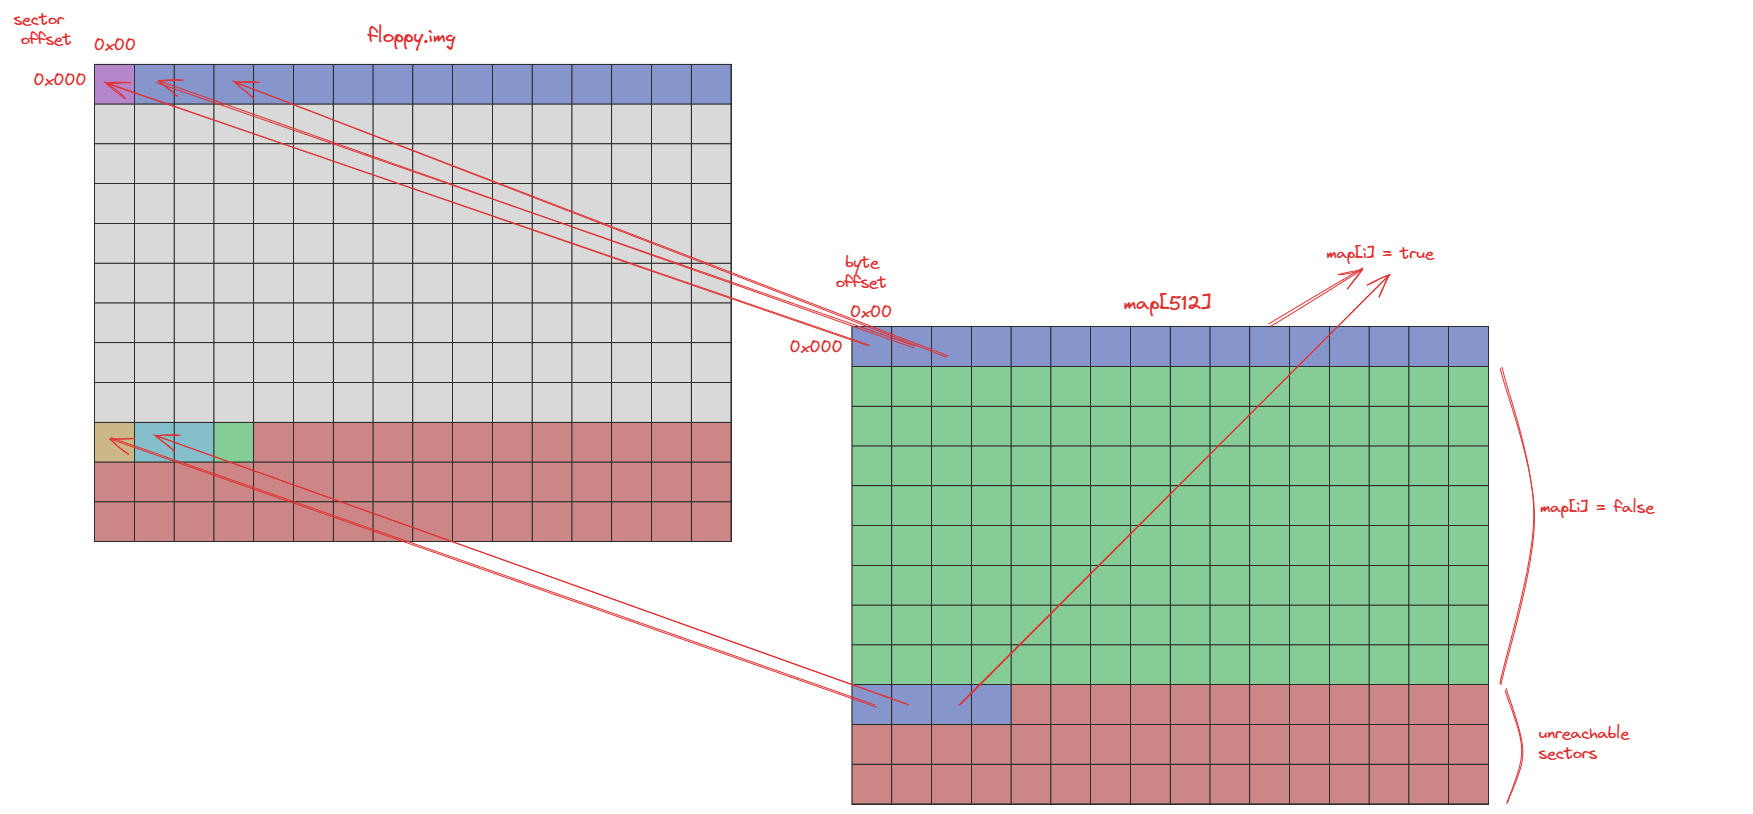 sector
offset
0x00
floppy.img
0x000
map[i] = true
byte
offset
0x00
map[512]
0x000
map[i] = false
unreachable
sectors